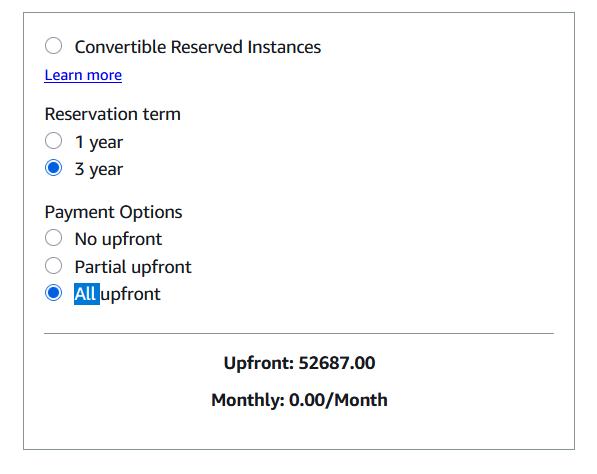 Convertible Reserved Instances
Learn more
Reservation term
1 year
3 year
Payment Options
No upfront
Partial upfront
All upfront
Upfront: 52687.00
Monthly: 0.00/Month